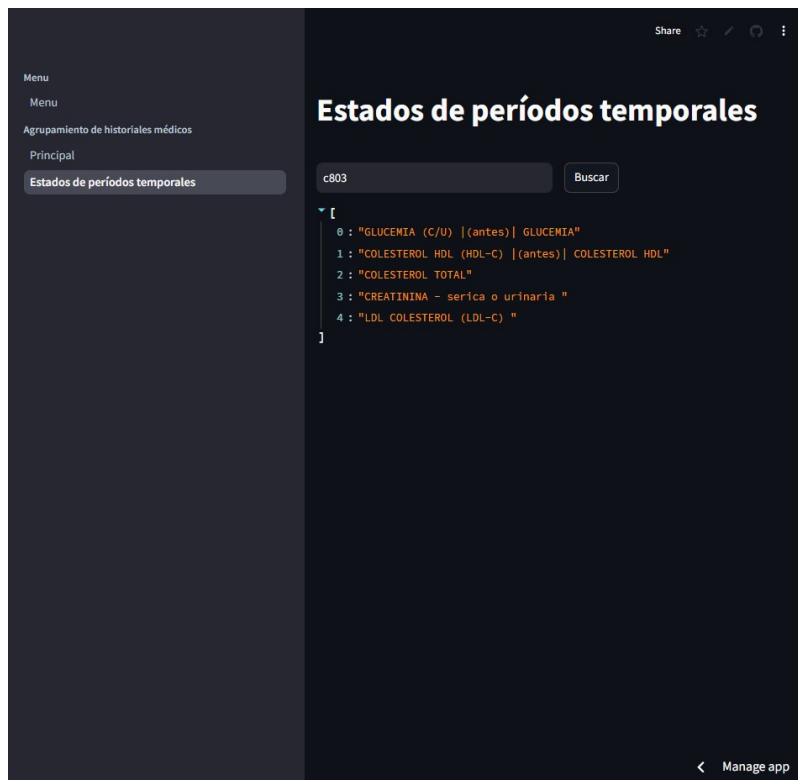 Share
Menu
Menu
Agrupamiento de historiales médicos
Principal
Estados de períodos temporales
Estados de períodos temporales
c803 Buscar
[
0 : "GLUCEMIA (C/U) |(antes)| GLUCEMIA"
1 : "COLESTEROL HDL (HDL-C) |(antes)| COLESTEROL HDL"
2 : "COLESTEROL TOTAL"
3 : "CREATININA - serica o urinaria "
4 : "LDL COLESTEROL (LDL-C) "
]
Manage app